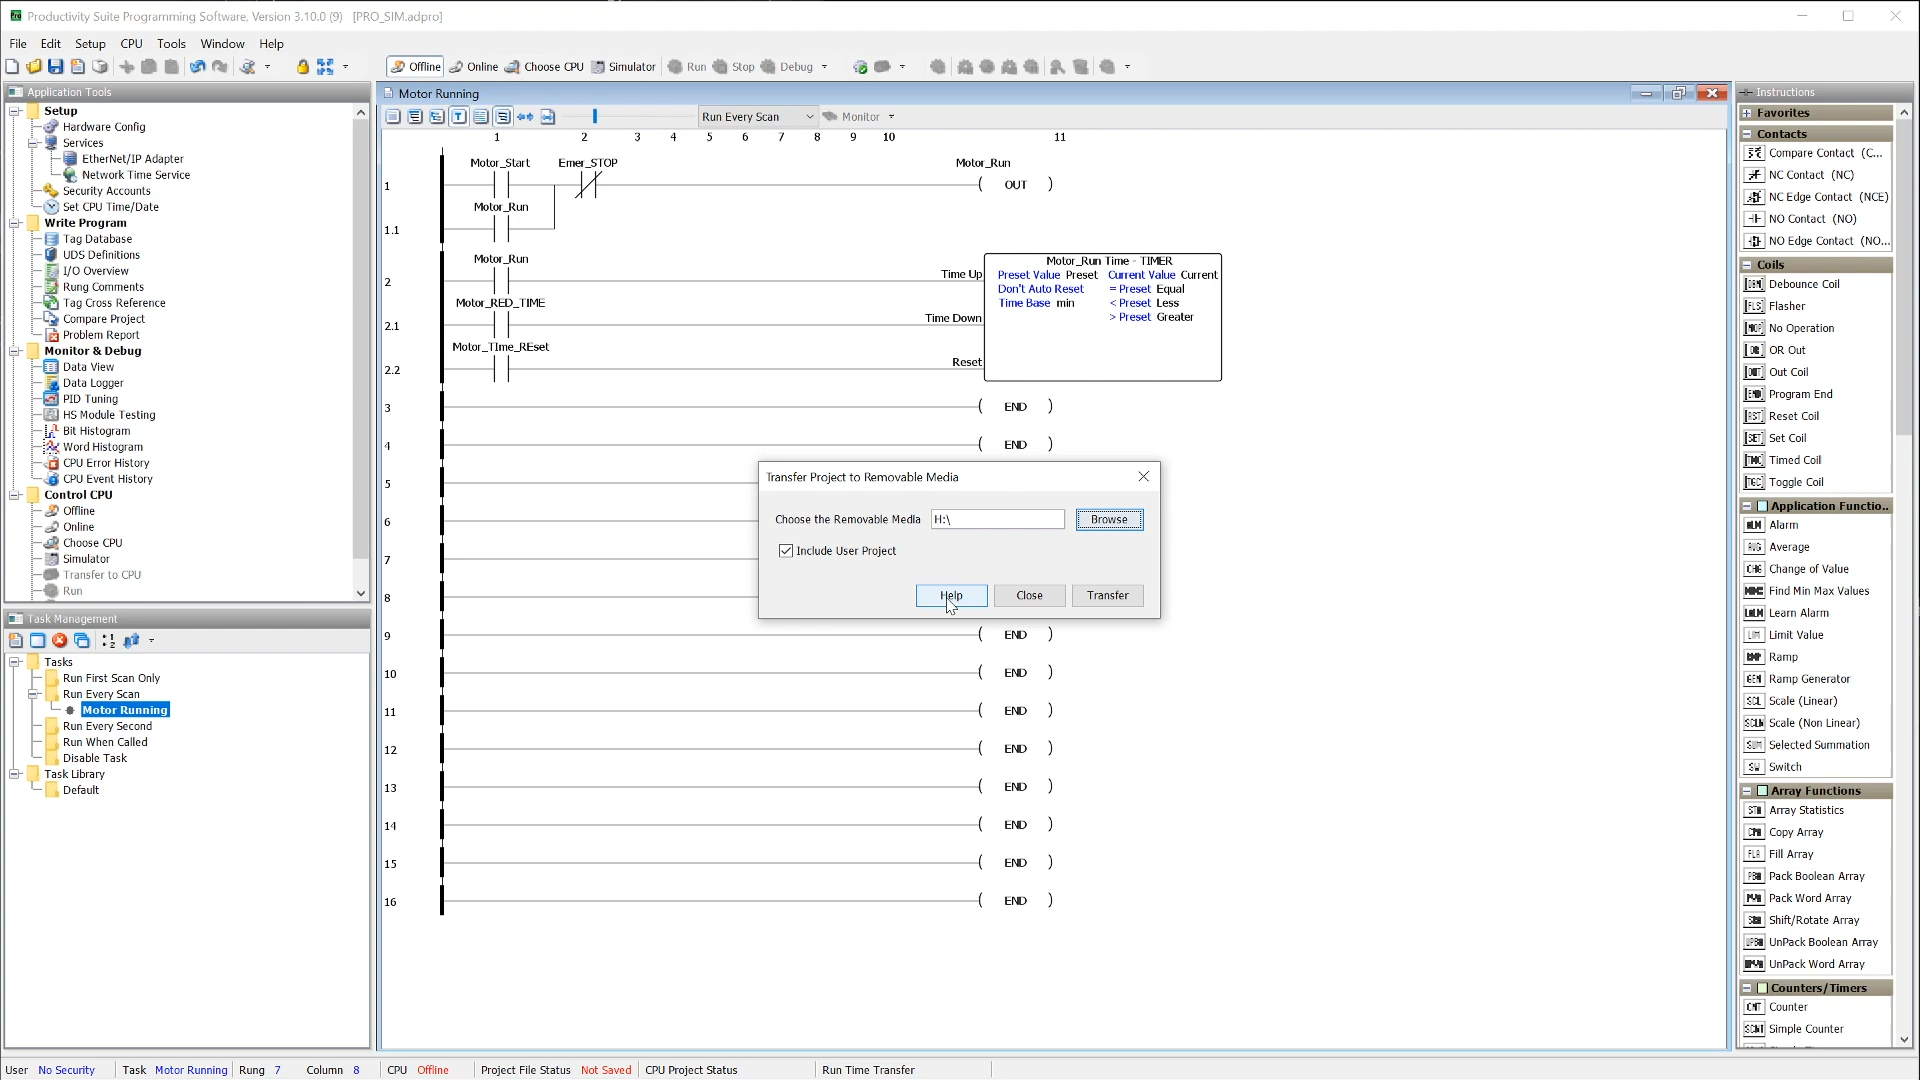 Productivity Suite Programming Software, Version 3.10.0 (9) [PRO_SIM.adpro]
File Edit Setup CPU Tools Window Help
Offline Online Choose CPU Simulator Run Stop Debug
Application Tools
Setup
Hardware Config
Services
EtherNet/IP Adapter
Network Time Service
Security Accounts
Set CPU Time/Date
Write Program
Tag Database
UDS Definitions
I/O Overview
Rung Comments
Tag Cross Reference
Compare Project
Problem Report
Monitor & Debug
Data View
Data Logger
PID Tuning
HS Module Testing
Bit Histogram
Word Histogram
CPU Error History
CPU Event History
Control CPU
Offline
Online
Choose CPU
Simulator
Transfer to CPU
Run
Task Management
Tasks
Run First Scan Only
Run Every Scan
Motor Running
Run Every Second
Run When Called
Disable Task
Task Library
Default
Motor Running
Run Every Scan Monitor
1 2 3 4 5 6 7 8 9 10 11
Motor_Start Emer_STOP Motor_Run
1 OUT
Motor_Run
1.1
Motor_Run
2 Time Up
Motor_RED_TIME
2.1 Time Down
Motor_TIme_REset
2.2 Reset
Motor_Run Time - TIMER
Preset Value Preset Current Value Current
Don't Auto Reset = Preset Equal
Time Base min < Preset Less
> Preset Greater
3 END
4 END
5
6
7
8
9 END
10 END
11 END
12 END
13 END
14 END
15 END
16 END
Transfer Project to Removable Media
Choose the Removable Media H:\ Browse
Include User Project
Help Close Transfer
Instructions
Favorites
Contacts
Compare Contact (C...
NC Contact (NC)
NC Edge Contact (NCE)
NO Contact (NO)
NO Edge Contact (NO...
Coils
Debounce Coil
Flasher
No Operation
OR Out
Out Coil
Program End
Reset Coil
Set Coil
Timed Coil
Toggle Coil
Application Functio..
Alarm
Average
Change of Value
Find Min Max Values
Learn Alarm
Limit Value
Ramp
Ramp Generator
Scale (Linear)
Scale (Non Linear)
Selected Summation
Switch
Array Functions
Array Statistics
Copy Array
Fill Array
Pack Boolean Array
Pack Word Array
Shift/Rotate Array
UnPack Boolean Array
UnPack Word Array
Counters/Timers
Counter
Simple Counter
User No Security Task Motor Running Rung 7 Column 8 CPU Offline Project File Status Not Saved CPU Project Status Run Time Transfer